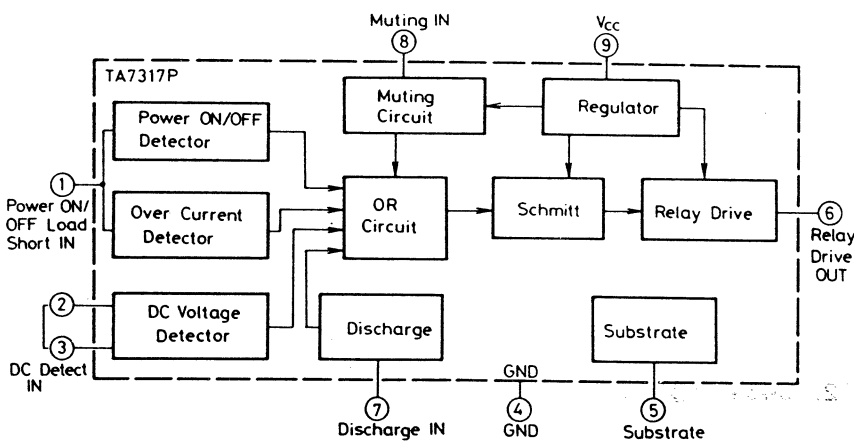 Muting IN
8
VCC
9
TA7317P
Power ON/OFF
Detector
Muting
Circuit
Regulator
1
Power ON/
OFF Load
Short IN
Over Current
Detector
OR
Circuit
Schmitt
Relay Drive
6
Relay
Drive
OUT
2
3
DC Detect
IN
DC Voltage
Detector
Discharge
Substrate
GND
7
Discharge IN
4
GND
5
Substrate